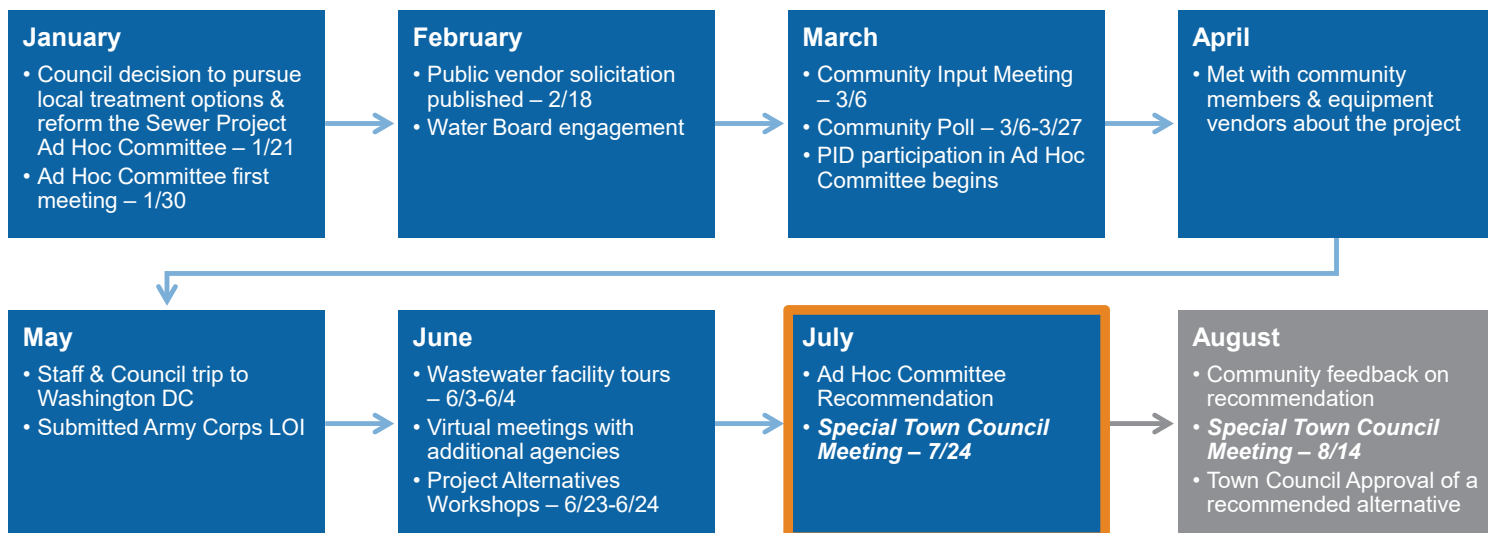 January
• Council decision to pursue
local treatment options &
reform the Sewer Project
Ad Hoc Committee – 1/21
• Ad Hoc Committee first
meeting – 1/30
February
• Public vendor solicitation
published – 2/18
• Water Board engagement
March
• Community Input Meeting
– 3/6
• Community Poll – 3/6-3/27
• PID participation in Ad Hoc
Committee begins
April
• Met with community
members & equipment
vendors about the project
May
• Staff & Council trip to
Washington DC
• Submitted Army Corps LOI
June
• Wastewater facility tours
– 6/3-6/4
• Virtual meetings with
additional agencies
• Project Alternatives
Workshops – 6/23-6/24
July
• Ad Hoc Committee
Recommendation
• Special Town Council
Meeting – 7/24
August
• Community feedback on
recommendation
• Special Town Council
Meeting – 8/14
• Town Council Approval of a
recommended alternative